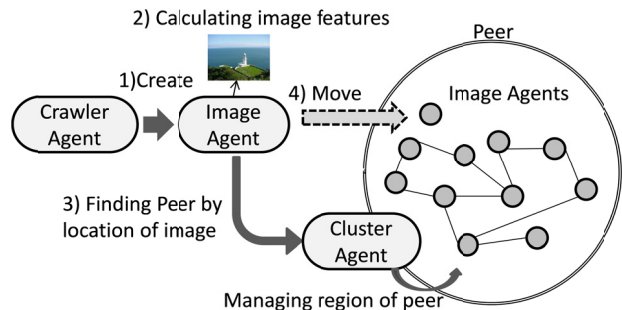 2) Calculating image features
Peer
1)Create
4) Move
Image Agents
Crawler
Agent
Image
Agent
3) Finding Peer by
location of image
Cluster
Agent
Managing region of peer